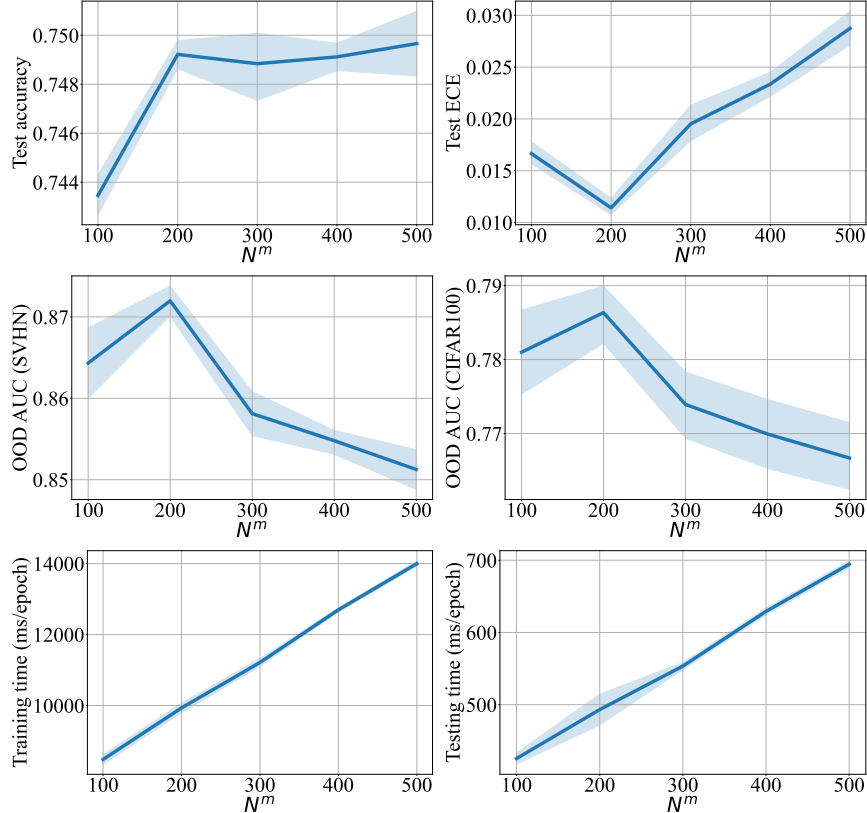 Test accuracy
0.750
0.748
0.746
0.744
100 200 300 400 500
N^m
Test ECE
0.030
0.025
0.020
0.015
0.010
100 200 300 400 500
N^m
OOD AUC (SVHN)
0.87
0.86
0.85
100 200 300 400 500
N^m
OOD AUC (CIFAR100)
0.79
0.78
0.77
100 200 300 400 500
N^m
Training time (ms/epoch)
14000
12000
10000
100 200 300 400 500
N^m
Testing time (ms/epoch)
700
600
500
100 200 300 400 500
N^m